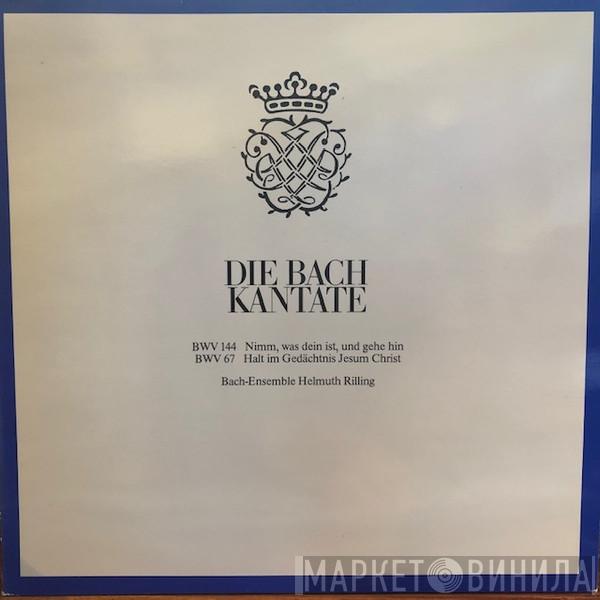 DIE BACH
KANTATE
BWV 144 Nimm, was dein ist, und gehe hin
BWV 67 Halt im Gedächtnis Jesum Christ
Bach-Ensemble Helmuth Rilling
МАРКЕТ ВИНИЛА